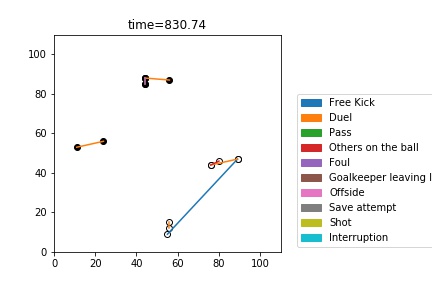 time=830.74
100
80
60
40
20
0
0 20 40 60 80 100
Free Kick
Duel
Pass
Others on the ball
Foul
Goalkeeper leaving l
Offside
Save attempt
Shot
Interruption